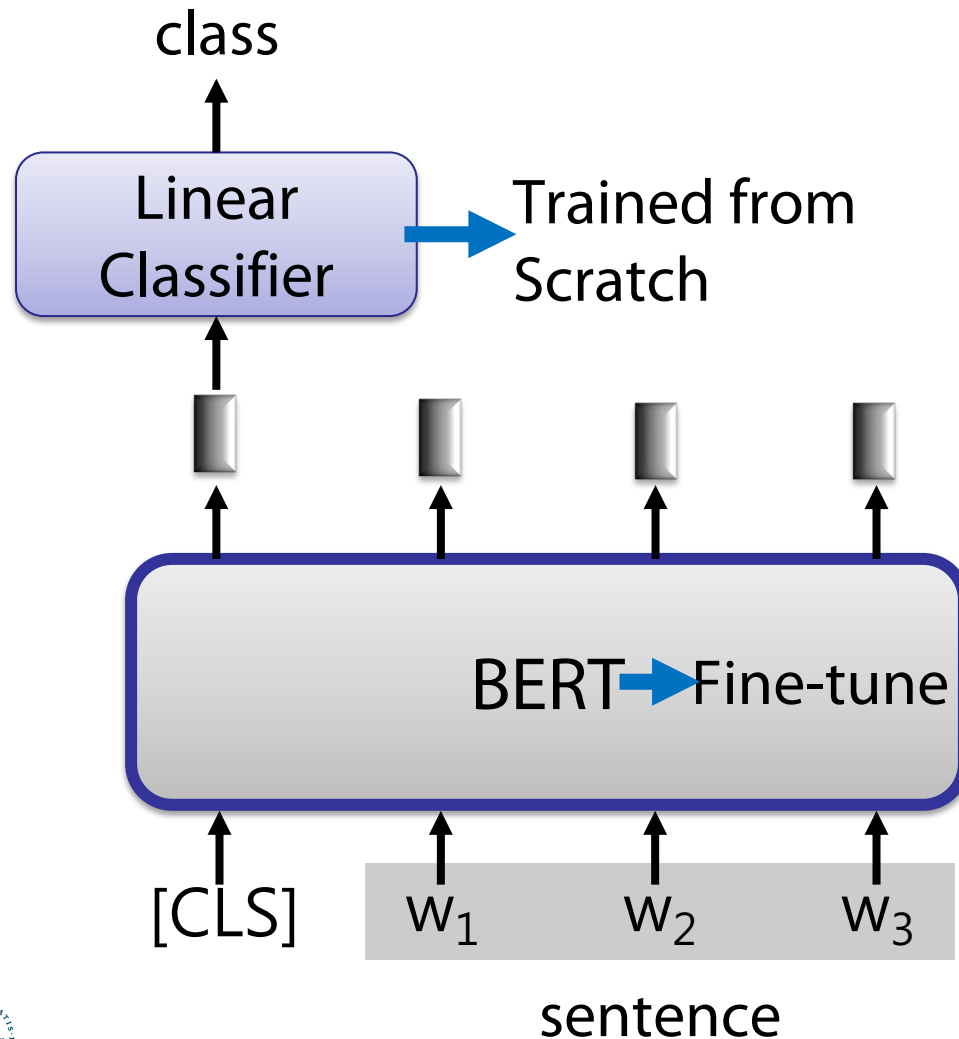 class
Linear
Classifier
Trained from
Scratch
BERT
Fine-tune
[CLS] w₁ w₂ w₃
sentence